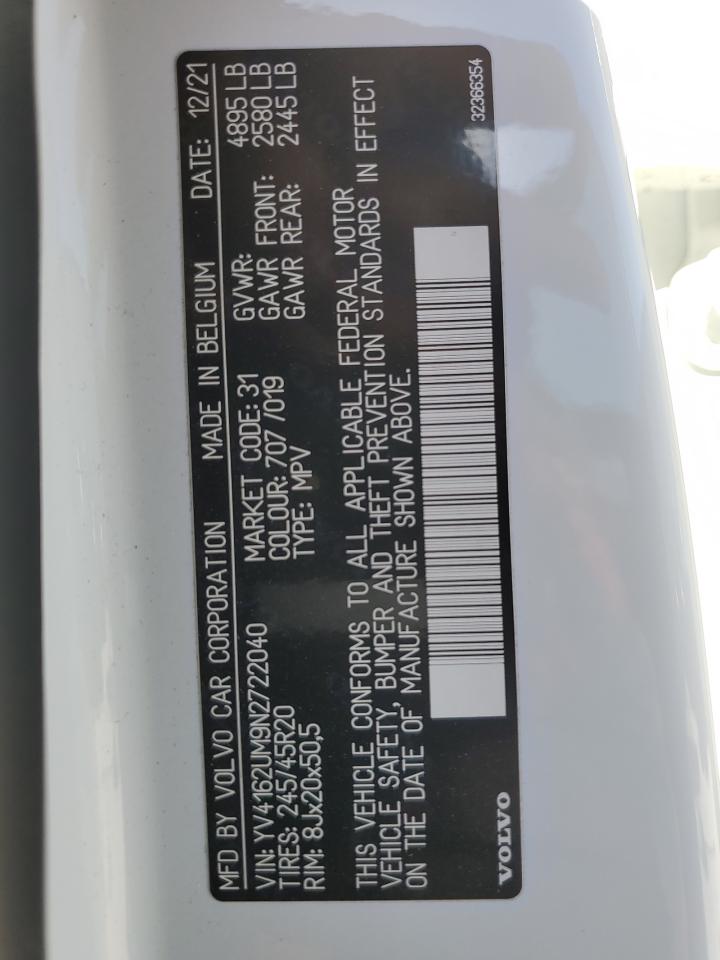 MFD BY VOLVO CAR CORPORATION MADE IN BELGIUM DATE: 12/21
VIN: YV4162UM9N2722040 MARKET CODE: 31 GVWR: 4895 LB
TIRES: 245/45R20 COLOUR: 707 /019 GAWR FRONT: 2580 LB
RIM: 8Jx20x50,5 TYPE: MPV GAWR REAR: 2445 LB
THIS VEHICLE CONFORMS TO ALL APPLICABLE FEDERAL MOTOR
VEHICLE SAFETY, BUMPER AND THEFT PREVENTION STANDARDS IN EFFECT
ON THE DATE OF MANUFACTURE SHOWN ABOVE.
VOLVO 32366354